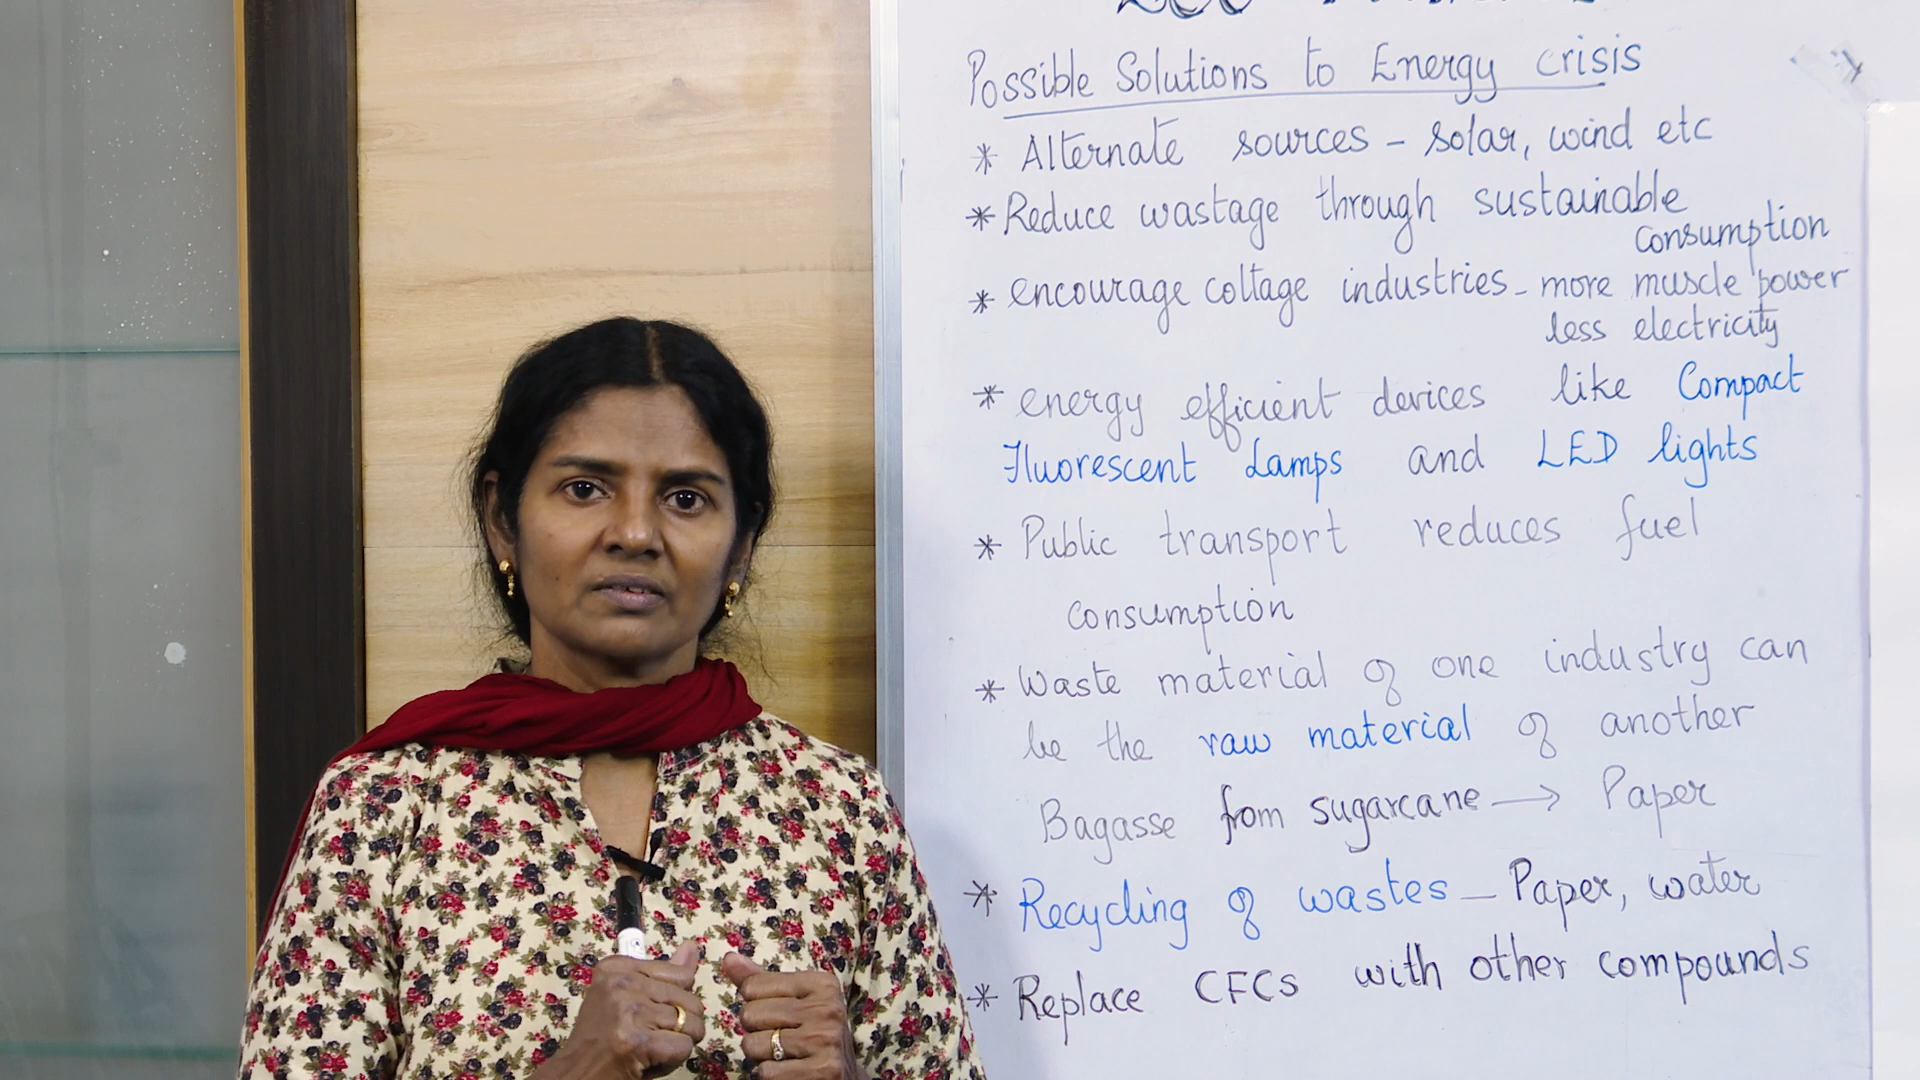 Possible Solutions to Energy crisis
* Alternate sources - solar, wind etc
* Reduce wastage through sustainable
consumption
* encourage cottage industries - more muscle power
less electricity
* energy efficient devices like Compact
Fluorescent Lamps and LED lights
* Public transport reduces fuel
consumption
* Waste material of one industry can
be the raw material of another
Bagasse from sugarcane → Paper
* Recycling of wastes - Paper, water
* Replace CFCs with other compounds